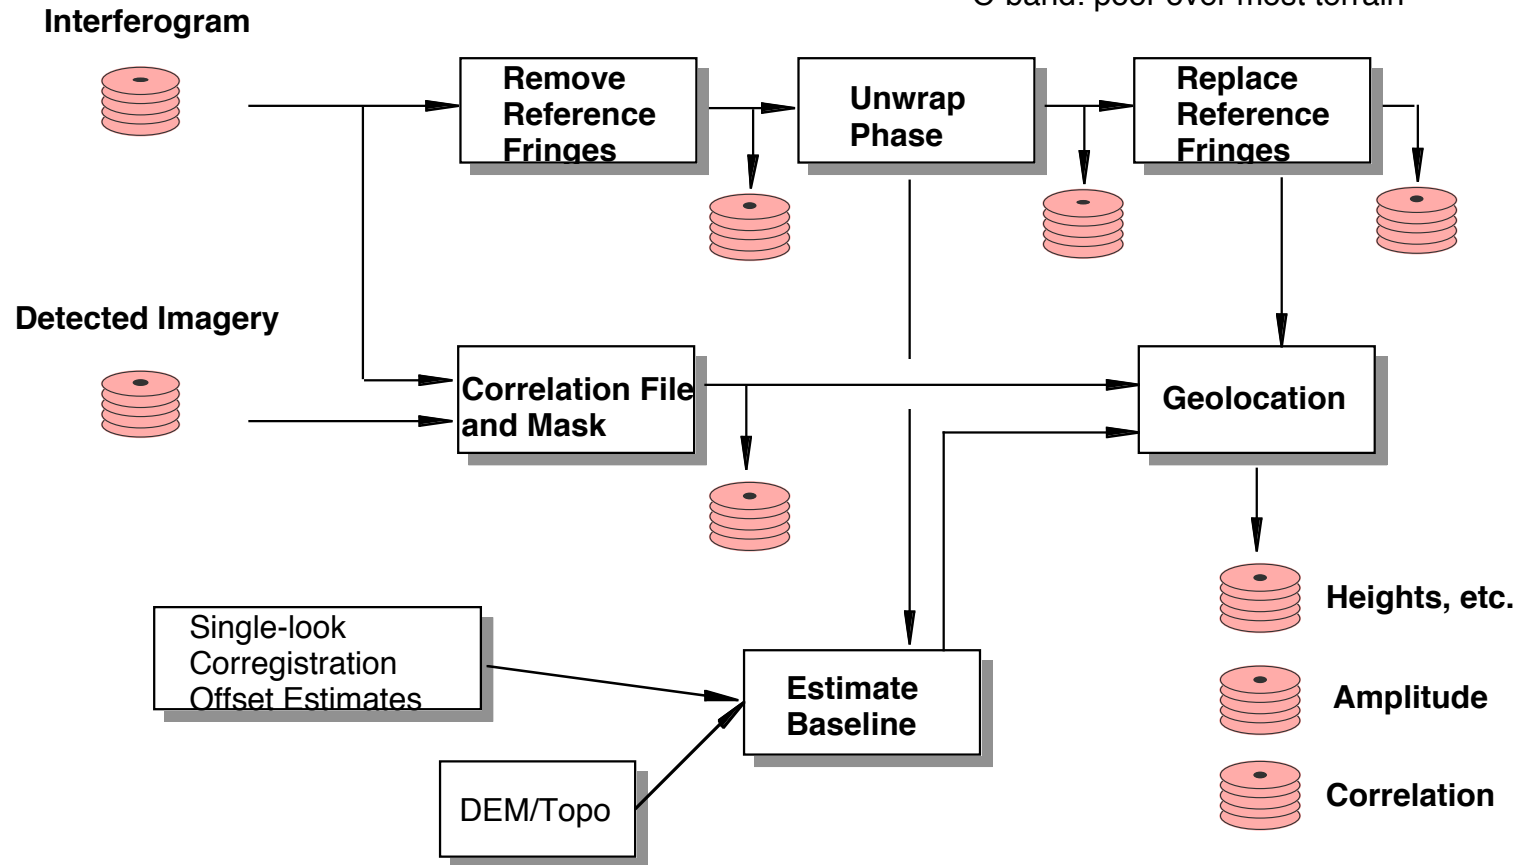 Interferogram
Remove
Reference
Fringes
Unwrap
Phase
Replace
Reference
Fringes
Detected Imagery
Correlation File
and Mask
Geolocation
Single-look
Corregistration
Offset Estimates
Estimate
Baseline
DEM/Topo
Heights, etc.
Amplitude
Correlation